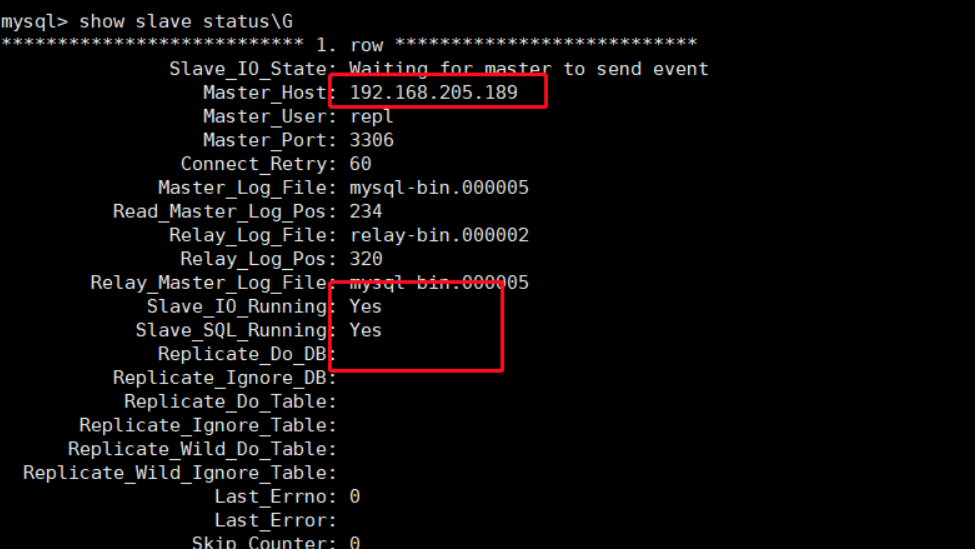 mysql> show slave status\G
*************************** 1. row ***************************
Slave_IO_State: Waiting for master to send event
Master_Host: 192.168.205.189
Master_User: repl
Master_Port: 3306
Connect_Retry: 60
Master_Log_File: mysql-bin.000005
Read_Master_Log_Pos: 234
Relay_Log_File: relay-bin.000002
Relay_Log_Pos: 320
Relay_Master_Log_File: mysql-bin.000005
Slave_IO_Running: Yes
Slave_SQL_Running: Yes
Replicate_Do_DB:
Replicate_Ignore_DB:
Replicate_Do_Table:
Replicate_Ignore_Table:
Replicate_Wild_Do_Table:
Replicate_Wild_Ignore_Table:
Last_Errno: 0
Last_Error:
Skip_Counter: 0